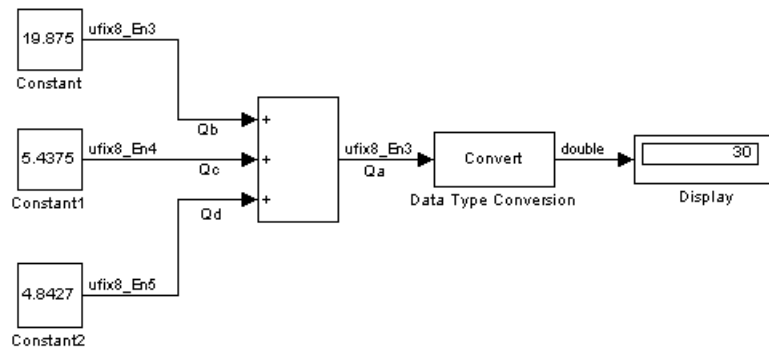 19.875
ufix8_En3
Constant
Qb
+
5.4375
ufix8_En4
Constant1
Qc
+
4.8427
ufix8_En5
Constant2
Qd
+
ufix8_En3
Qa
Convert
Data Type Conversion
double
30
Display